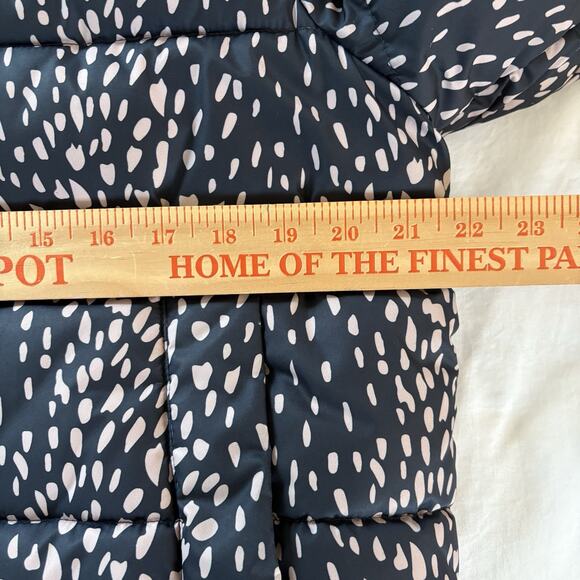 15 16 17 18 19 20 21 22 23
POT HOME OF THE FINEST PA